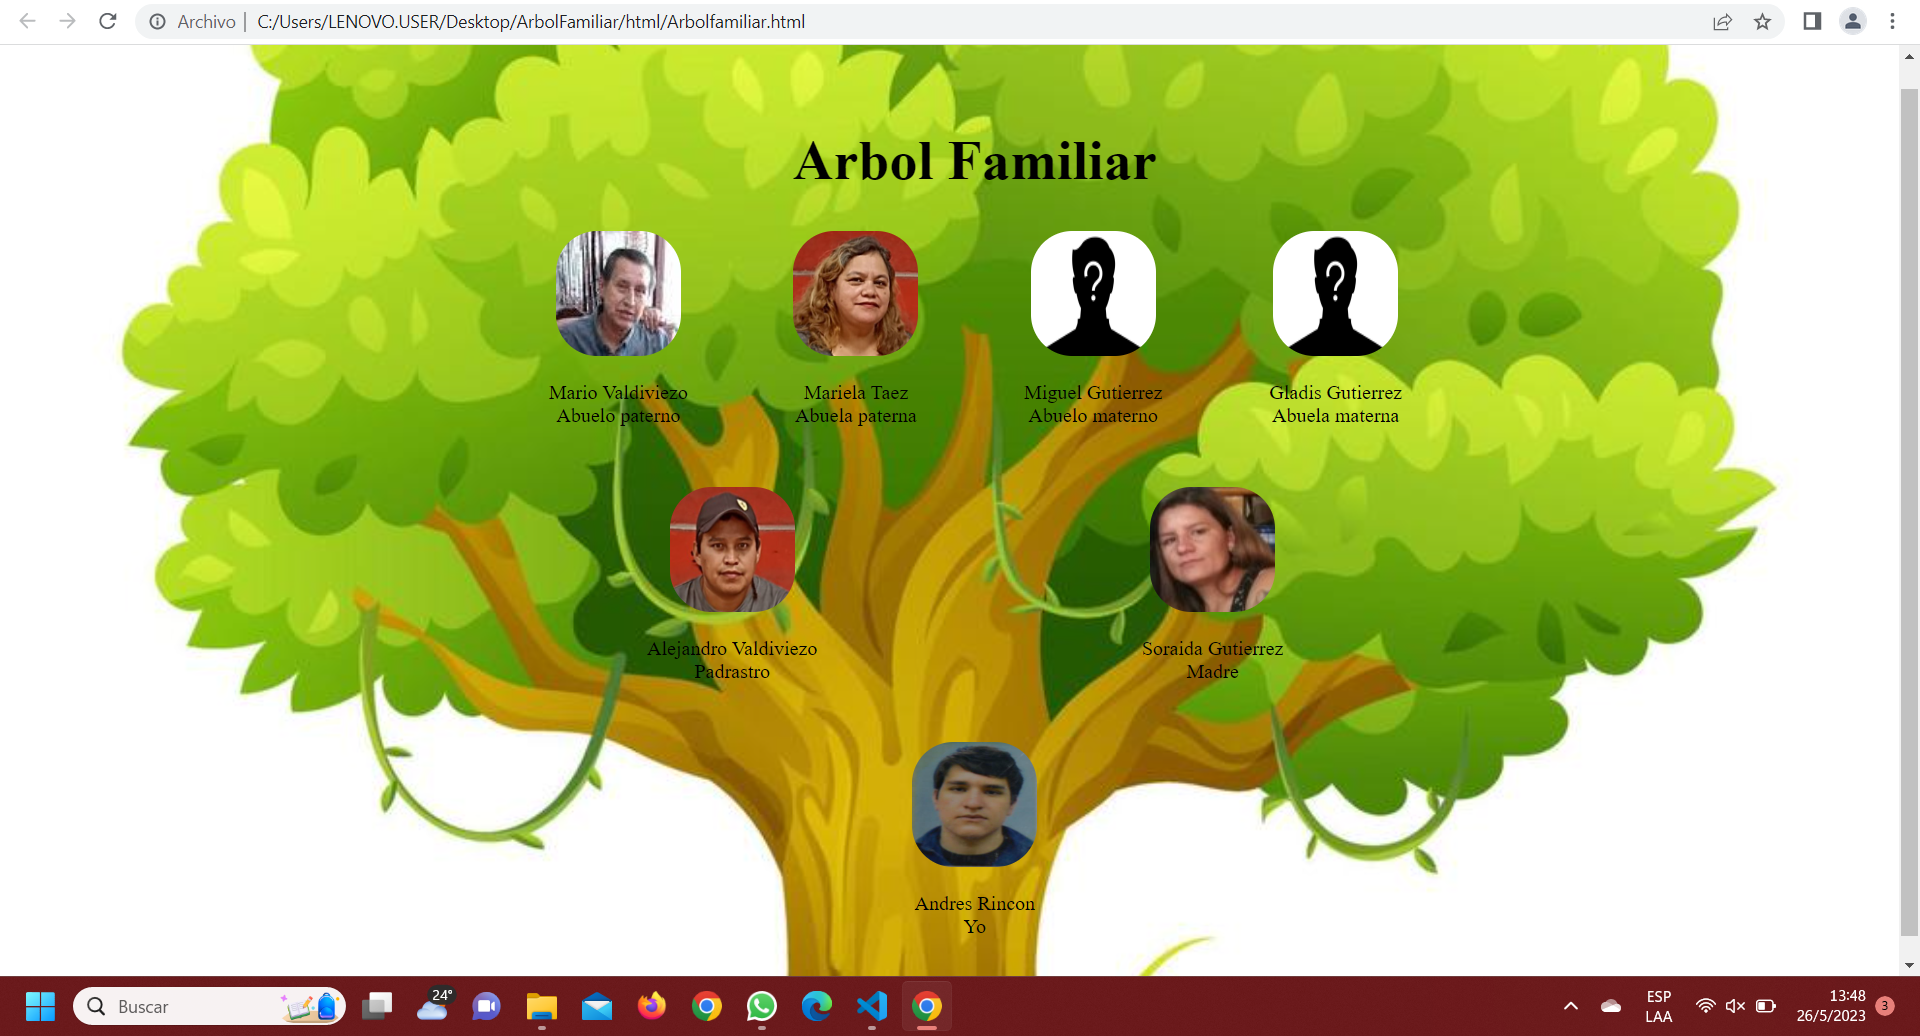 Archivo | C:/Users/LENOVO.USER/Desktop/ArbolFamiliar/html/Arbolfamiliar.html
Arbol Familiar
?
?
Mario Valdiviezo
Abuelo paterno
Mariela Taez
Abuela paterna
Miguel Gutierrez
Abuelo materno
Gladis Gutierrez
Abuela materna
Alejandro Valdiviezo
Padrastro
Soraida Gutierrez
Madre
Andres Rincon
Yo
Buscar
24°
ESP
LAA
13:48
26/5/2023
3